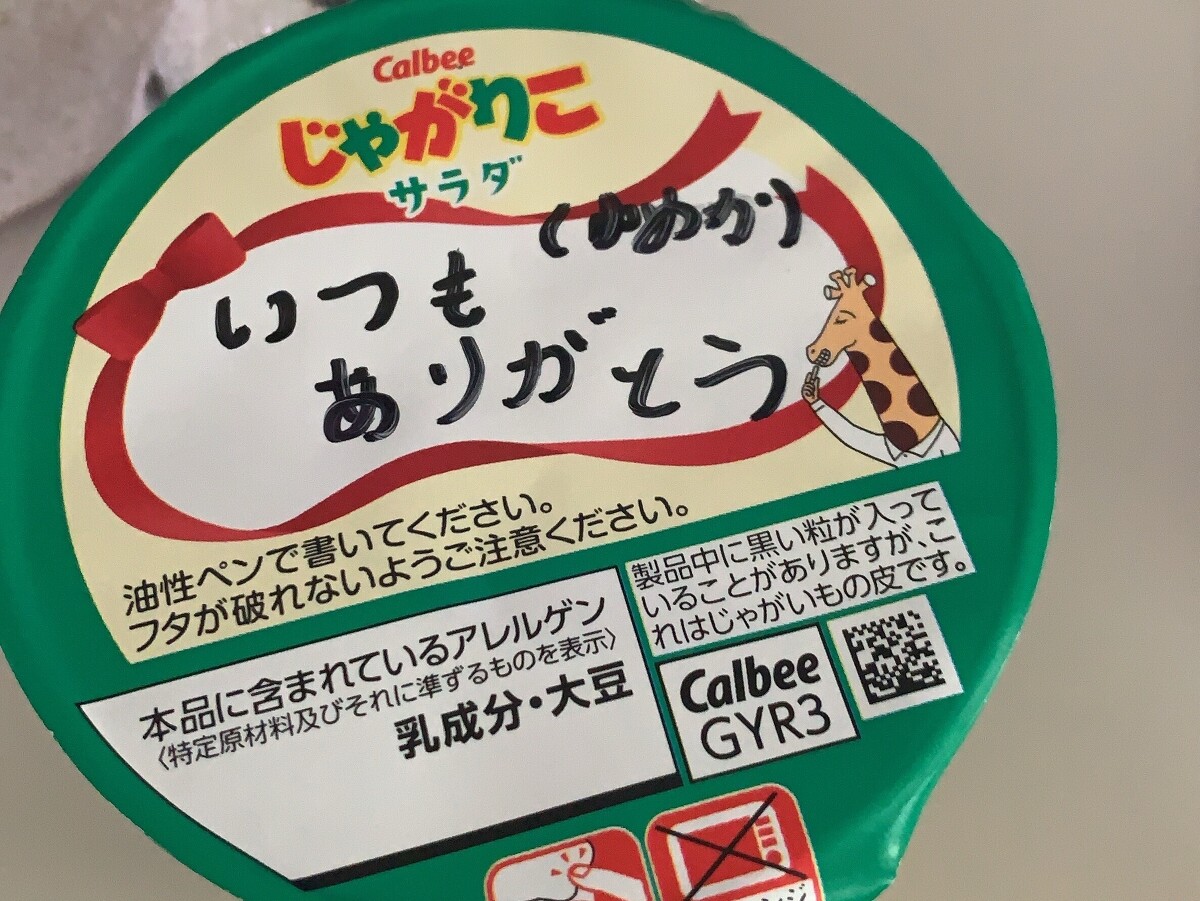 Calbee
じゃがりこ
サラダ
いつも
ありがとう
油性ペンで書いてください。
フタが破れないようご注意ください。
製品中に黒い粒が入って
いることがありますが、こ
れはじゃがいもの皮です。
本品に含まれているアレルゲン
〈特定原材料及びそれに準ずるものを表示〉
乳成分・大豆
Calbee
GYR3